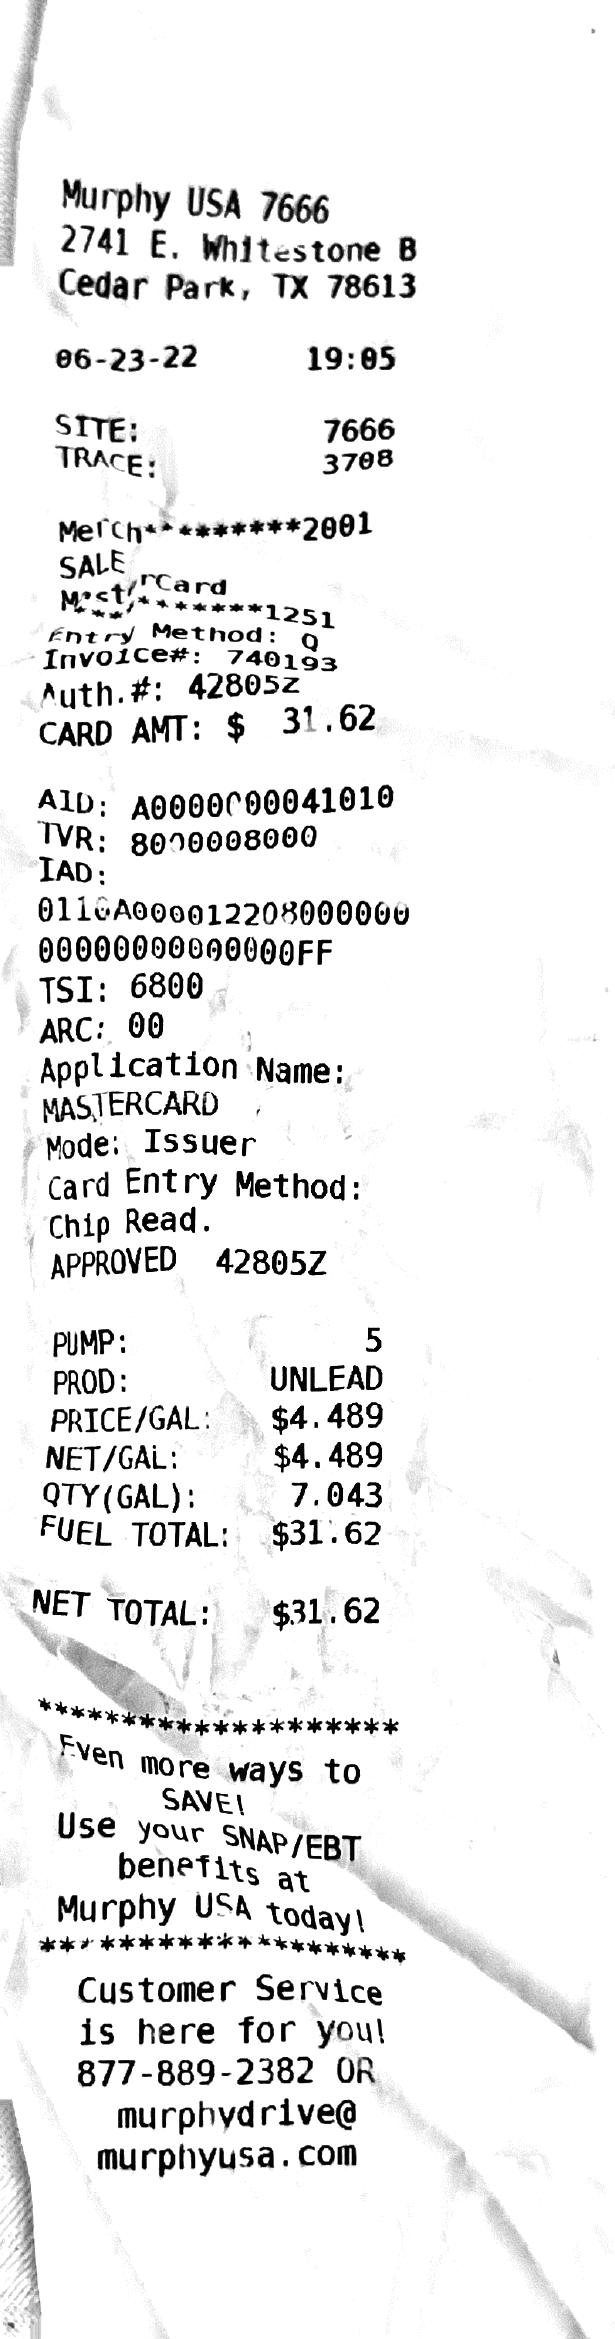 Murphy USA 7666
2741 E. Whitestone B
Cedar Park, TX 78613
06-23-22 19:05
SITE: 7666
TRACE: 3708
Merch*********2001
SALE
MasterCard
***********1251
Entry Method: Q
Invoice#: 740193
Auth.#: 42805Z
CARD AMT: $ 31.62
AID: A0000000041010
TVR: 8000008000
IAD:
0110A000012208000000
00000000000000FF
TSI: 6800
ARC: 00
Application Name:
MASTERCARD
Mode: Issuer
Card Entry Method:
Chip Read.
APPROVED 42805Z
PUMP: 5
PROD: UNLEAD
PRICE/GAL: $4.489
NET/GAL: $4.489
QTY(GAL): 7.043
FUEL TOTAL: $31.62
NET TOTAL: $31.62
********************
Even more ways to
SAVE!
Use your SNAP/EBT
benefits at
Murphy USA today!
********************
Customer Service
is here for you!
877-889-2382 OR
murphydrive@
murphyusa.com